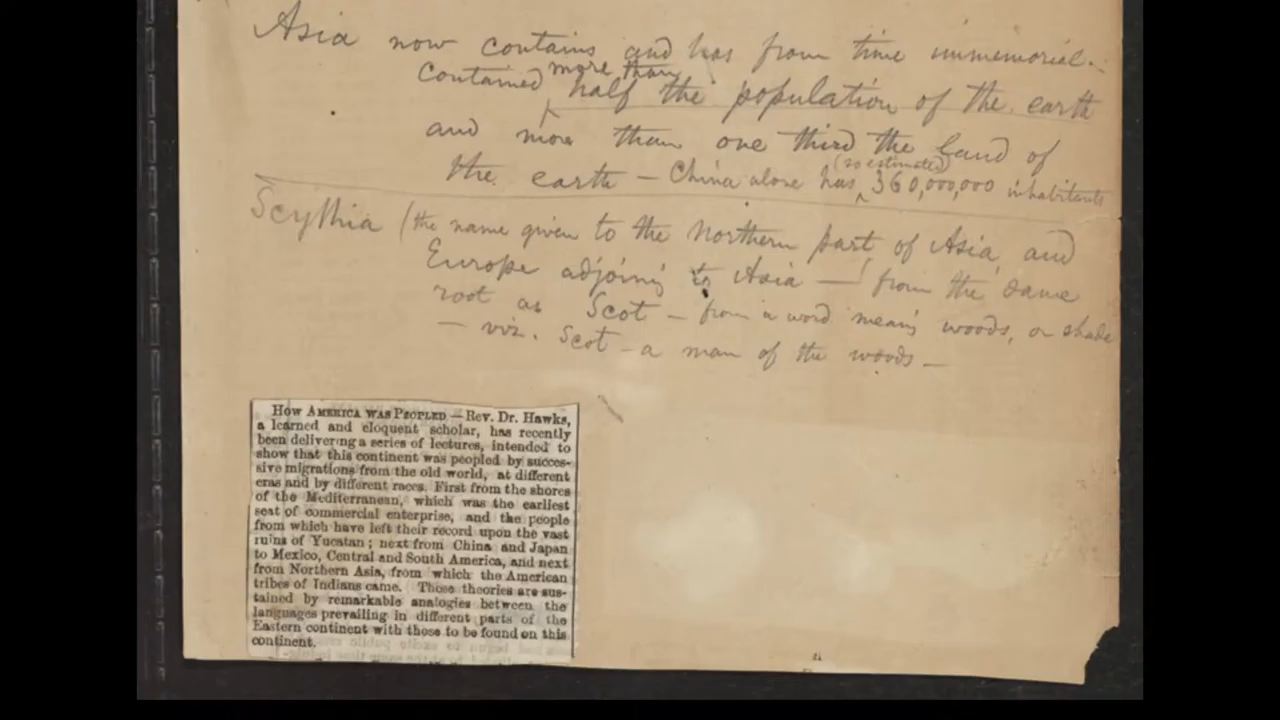 Asia now contains and has from time immemorial.
contained more than half the population of the earth
and more than one third the land of
the earth – China alone has (so estimated) 360,000,000 inhabitants
Scythia (the name given to the Northern part of Asia, and
Europe adjoining to Asia – from the same
root as Scot – from a word meaning woods, or shade
– viz. Scot – a man of the woods –
How America was Peopled.—Rev. Dr. Hawks,
a learned and eloquent scholar, has recently
been delivering a series of lectures, intended to
show that this continent was peopled by succes-
sive migrations from the old world, at different
eras and by different races. First from the shores
of the Mediterranean, which was the earliest
seat of commercial enterprise, and the people
from which have left their record upon the vast
ruins of Yucatan; next from China and Japan
to Mexico, Central and South America, and next
from Northern Asia, from which the American
tribes of Indians came. Those theories are sus-
tained by remarkable analogies between the
languages prevailing in different parts of the
Eastern continent with those to be found on this
continent.